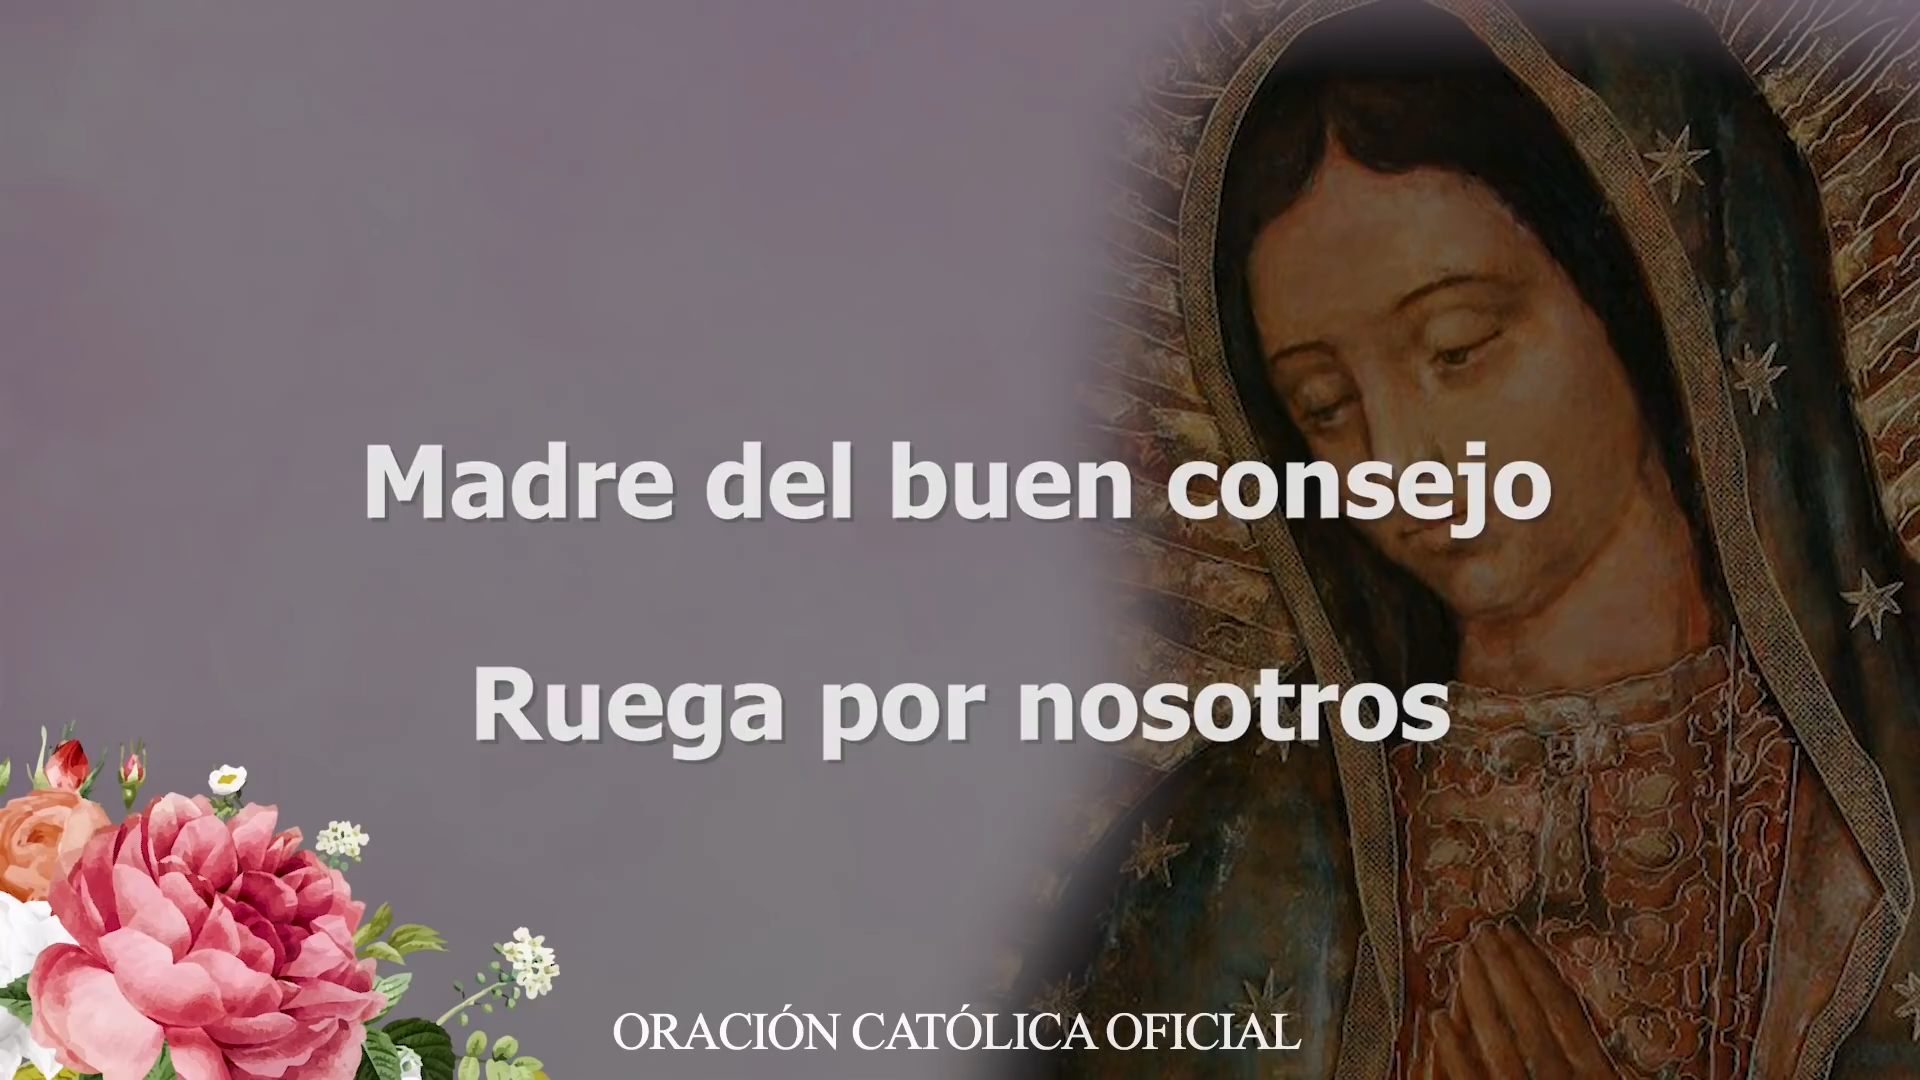 Madre del buen consejo
Ruega por nosotros
ORACIÓN CATÓLICA OFICIAL